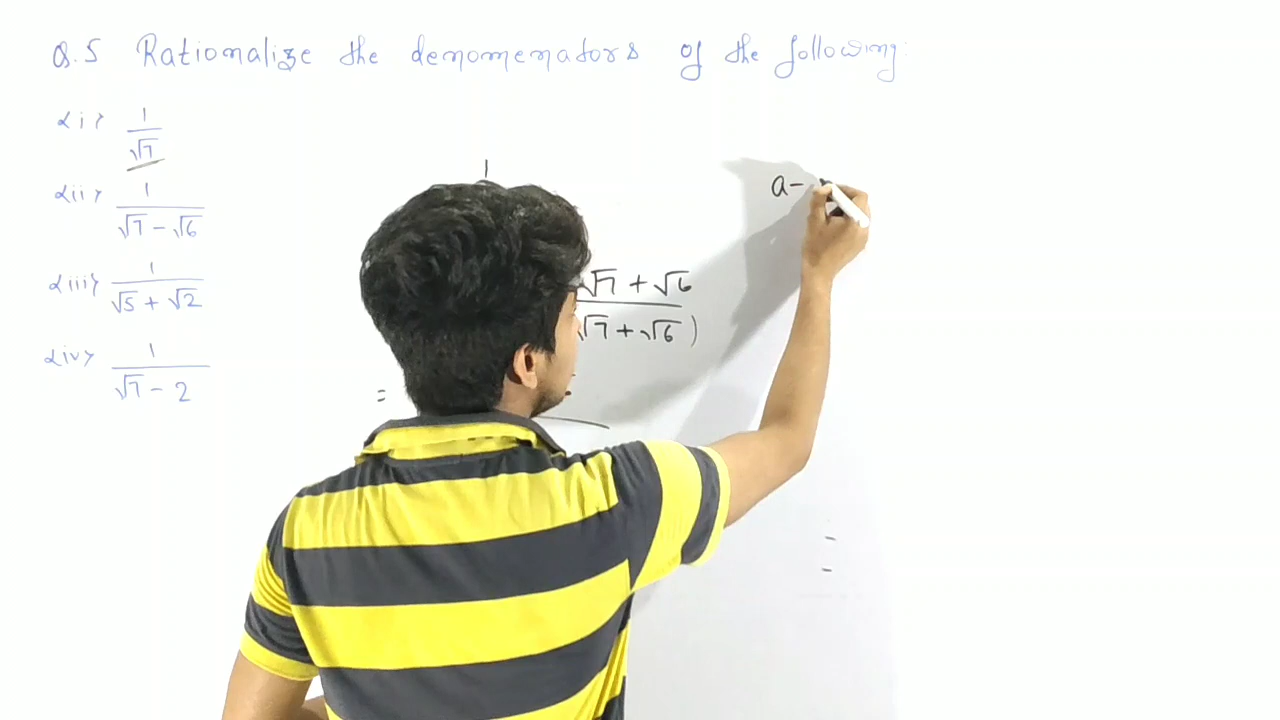 Q.5 Rationalize the denomenators of the following:
<i> 1/√7
<ii> 1/(√7 - √6)
<iii> 1/(√5 + √2)
<iv> 1/(√7 - 2)
1
√7 + √6
√7 + √6 )
=
a -